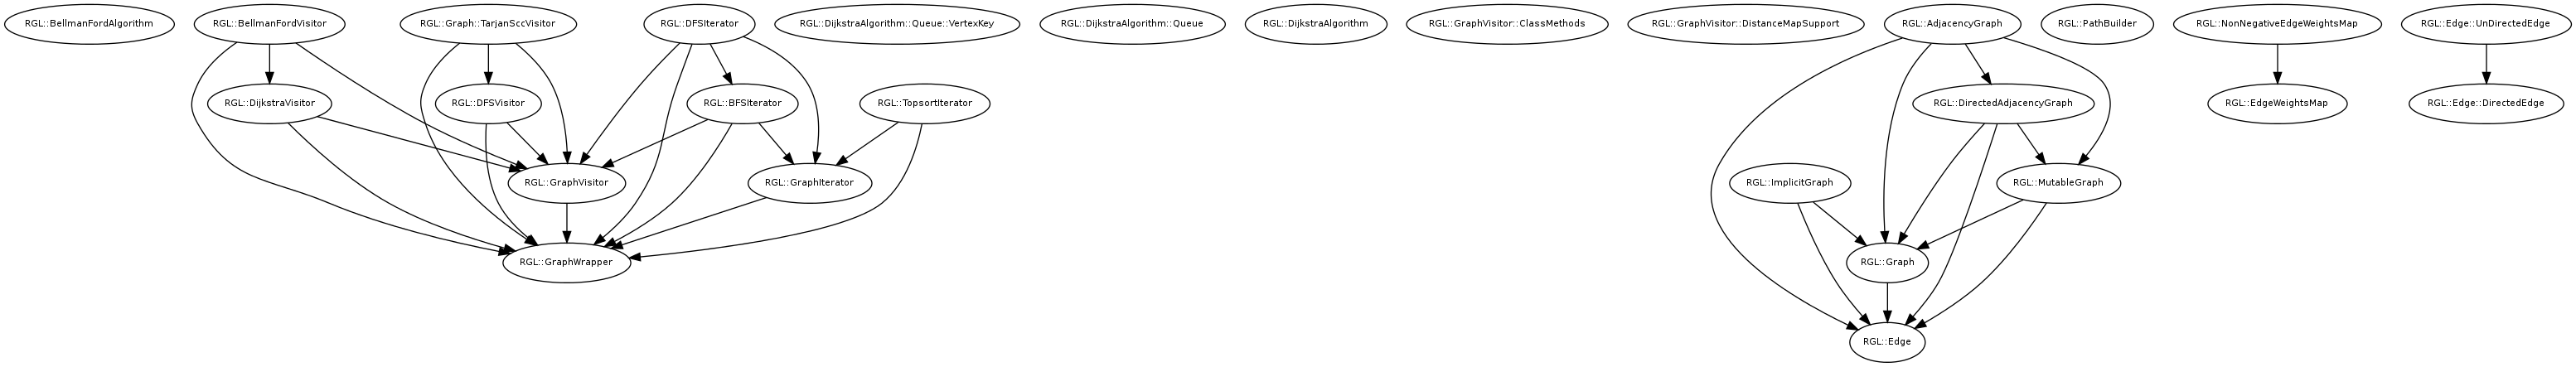 RGL::BellmanFordAlgorithm
RGL::BellmanFordVisitor
RGL::Graph::TarjanSccVisitor
RGL::DFSIterator
RGL::DijkstraAlgorithm::Queue::VertexKey
RGL::DijkstraAlgorithm::Queue
RGL::DijkstraAlgorithm
RGL::GraphVisitor::ClassMethods
RGL::GraphVisitor::DistanceMapSupport
RGL::AdjacencyGraph
RGL::PathBuilder
RGL::NonNegativeEdgeWeightsMap
RGL::Edge::UnDirectedEdge
RGL::DijkstraVisitor
RGL::DFSVisitor
RGL::BFSIterator
RGL::TopsortIterator
RGL::DirectedAdjacencyGraph
RGL::EdgeWeightsMap
RGL::Edge::DirectedEdge
RGL::GraphVisitor
RGL::GraphIterator
RGL::ImplicitGraph
RGL::MutableGraph
RGL::GraphWrapper
RGL::Graph
RGL::Edge